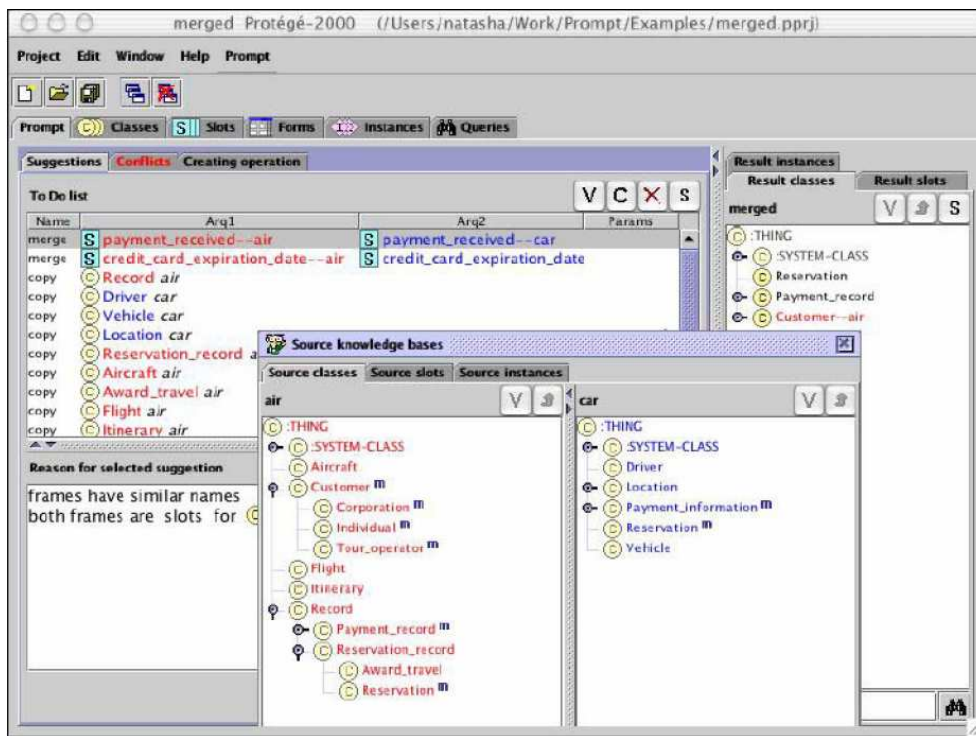 merged Protégé-2000 (/Users/natasha/Work/Prompt/Examples/merged.pprj)
Project Edit Window Help Prompt
Prompt C Classes S Slots Forms I Instances Queries
Suggestions Conflicts Creating operation
To Do list V C X S
Name Arg1 Arg2 Params
merge S payment_received--air S payment_received--car
merge S credit_card_expiration_date--air S credit_card_expiration_date
copy C Record air
copy C Driver car
copy C Vehicle car
copy C Location car
copy C Reservation_record a
copy C Aircraft air
copy C Award_travel air
copy C Flight air
copy C Itinerary air
Reason for selected suggestion
frames have similar names
both frames are slots for C
Result instances
Result classes Result slots
merged V S
C :THING
C :SYSTEM-CLASS
C Reservation
C Payment_record
C Customer--air
Source knowledge bases
Source classes Source slots Source instances
air V
C :THING
C :SYSTEM-CLASS
C Aircraft
C Customer m
C Corporation m
C Individual m
C Tour_operator m
C Flight
C Itinerary
C Record
C Payment_record m
C Reservation_record
C Award_travel
C Reservation m
car V
C :THING
C :SYSTEM-CLASS
C Driver
C Location
C Payment_information m
C Reservation m
C Vehicle